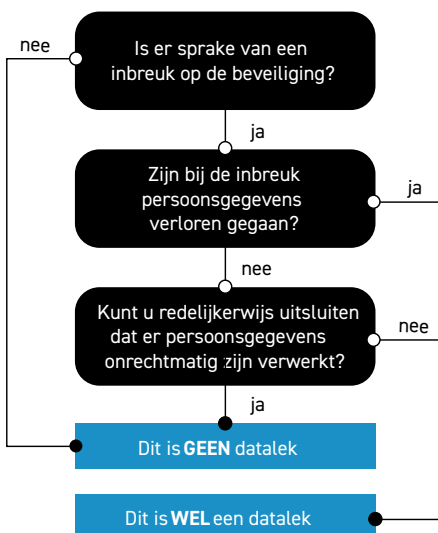 nee
Is er sprake van een
inbreuk op de beveiliging?
ja
Zijn bij de inbreuk
persoonsgegevens
verloren gegaan?
ja
nee
Kunt u redelijkerwijs uitsluiten
dat er persoonsgegevens
onrechtmatig zijn verwerkt?
nee
ja
Dit is GEEN datalek
Dit is WEL een datalek